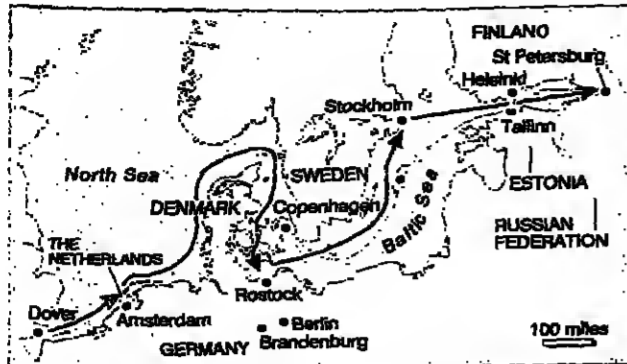 FINLAND
St Petersburg
Helsinki
Stockholm
Tallinn
North Sea
SWEDEN
DENMARK
Copenhagen
Baltic Sea
ESTONIA
RUSSIAN
FEDERATION
THE
NETHERLANDS
Rostock
Dover
Amsterdam
Berlin
Brandenburg
GERMANY
100 miles